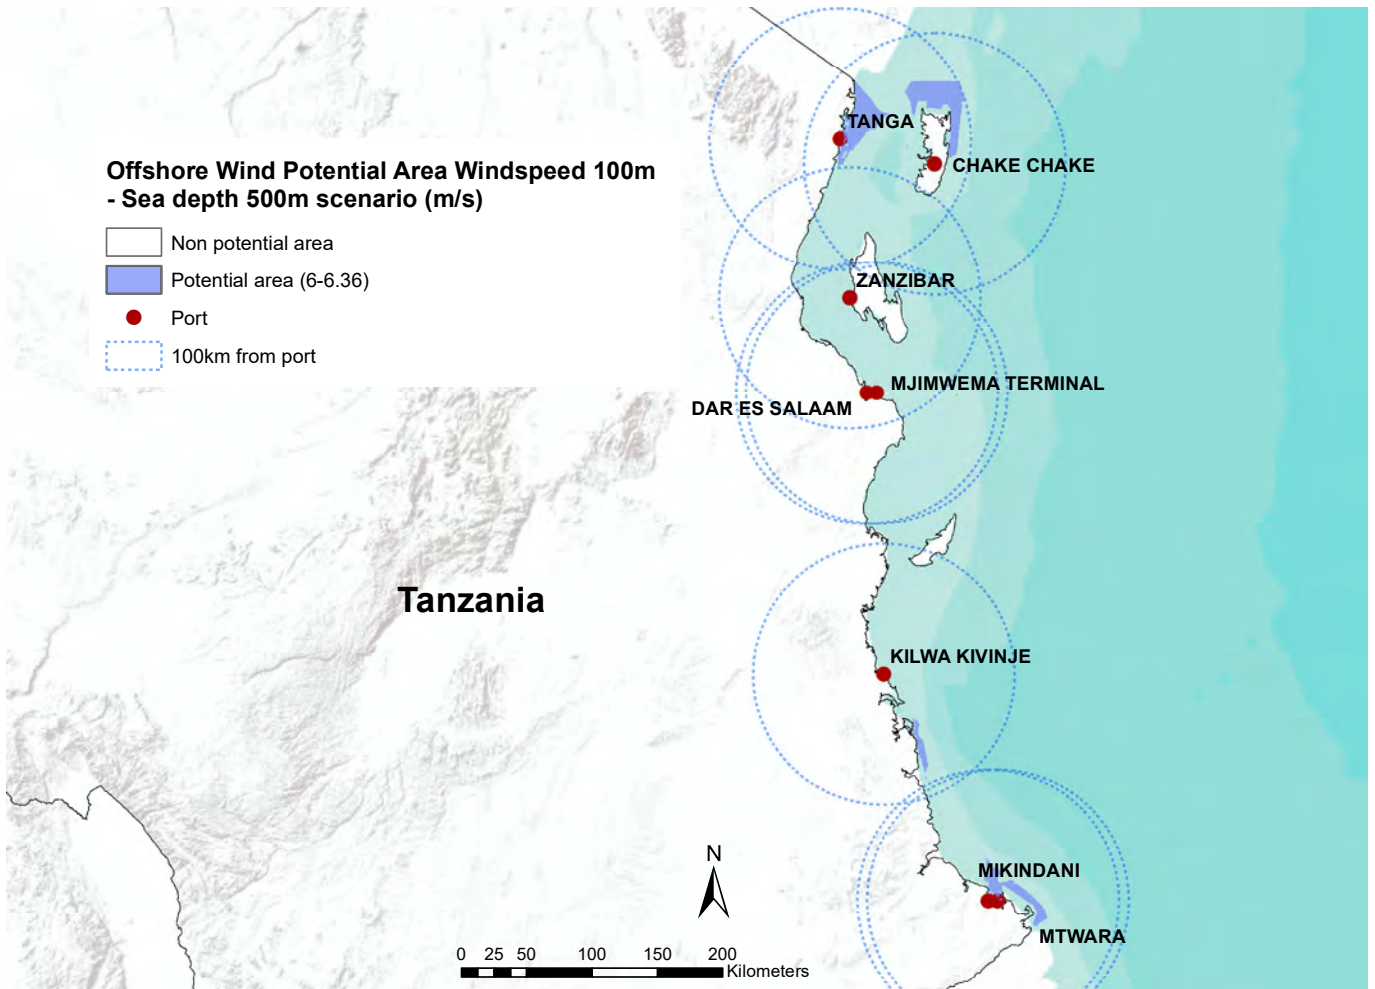 TANGA
CHAKE CHAKE
Offshore Wind Potential Area Windspeed 100m
- Sea depth 500m scenario (m/s)
Non potential area
Potential area (6-6.36)
Port
100km from port
ZANZIBAR
MJIMWEMA TERMINAL
DAR ES SALAAM
Tanzania
KILWA KIVINJE
N
MIKINDANI
MTWARA
0 25 50 100 150 200
Kilometers